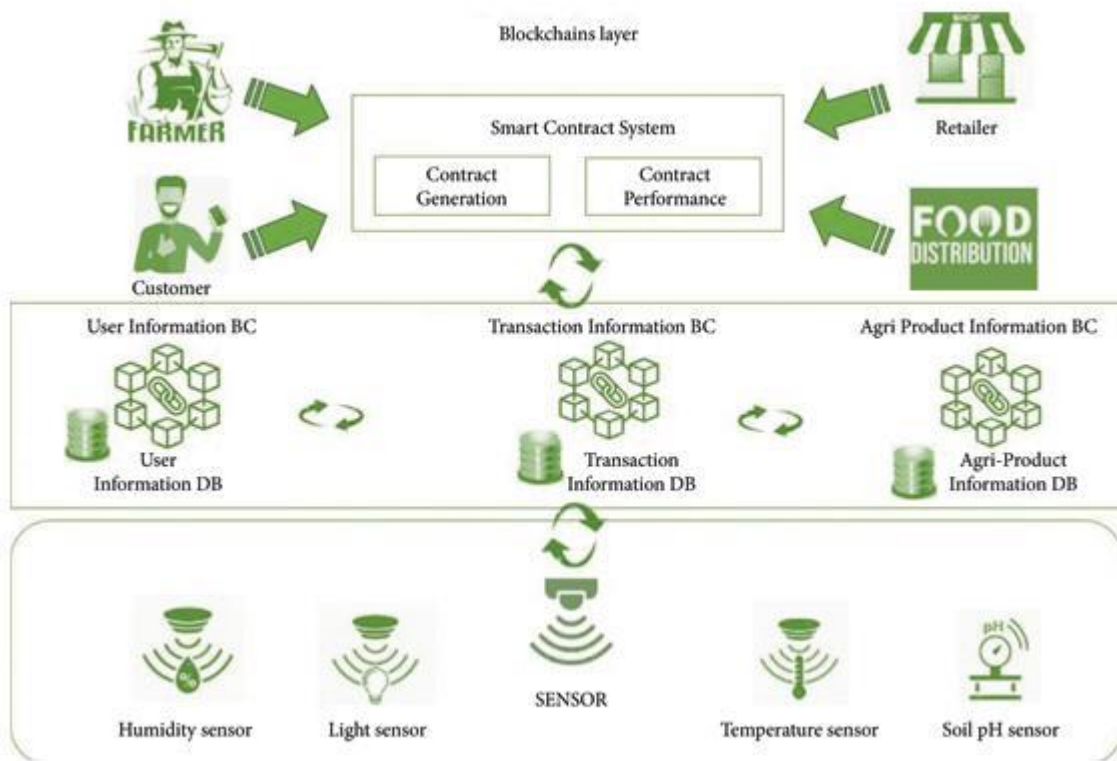 Blockchains layer
SHOP
FARMER
Retailer
Smart Contract System
Contract
Generation
Contract
Performance
FOOD
DISTRIBUTION
Customer
User Information BC
Transaction Information BC
Agri Product Information BC
User
Information DB
Transaction
Information DB
Agri-Product
Information DB
%
pH
SENSOR
Humidity sensor
Light sensor
Temperature sensor
Soil pH sensor